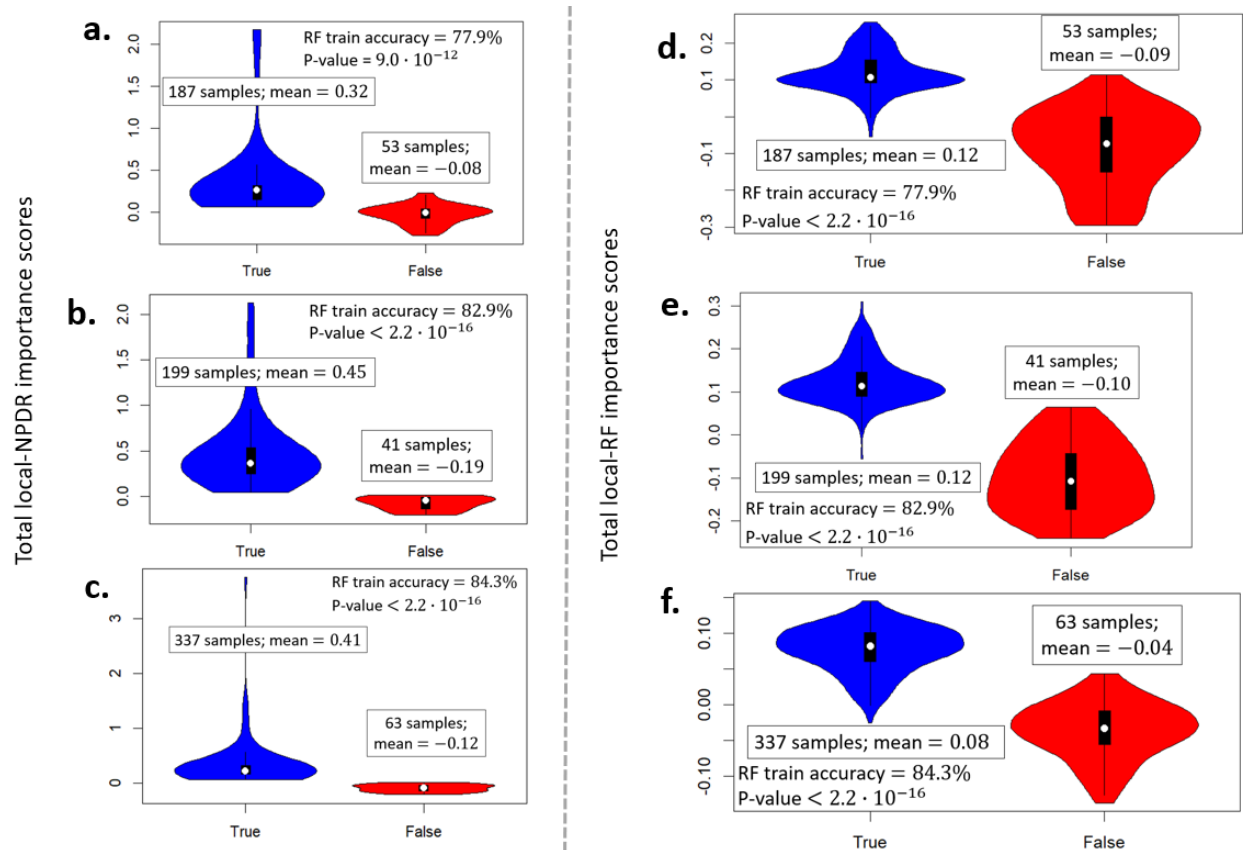 Total local-NPDR importance scores
a.
RF train accuracy = 77.9%
P-value = 9.0 · 10⁻¹²
187 samples; mean = 0.32
53 samples;
mean = −0.08
2.0
1.5
1.0
0.5
0.0
True
False
b.
RF train accuracy = 82.9%
P-value < 2.2 · 10⁻¹⁶
199 samples; mean = 0.45
41 samples;
mean = −0.19
2.0
1.5
1.0
0.5
0.0
True
False
c.
RF train accuracy = 84.3%
P-value < 2.2 · 10⁻¹⁶
337 samples; mean = 0.41
63 samples;
mean = −0.12
3
2
1
0
True
False
Total local-RF importance scores
d.
53 samples;
mean = −0.09
187 samples; mean = 0.12
RF train accuracy = 77.9%
P-value < 2.2 · 10⁻¹⁶
0.2
0.1
-0.1
-0.3
True
False
e.
41 samples;
mean = −0.10
199 samples; mean = 0.12
RF train accuracy = 82.9%
P-value < 2.2 · 10⁻¹⁶
0.3
0.2
0.1
0.0
-0.1
-0.2
True
False
f.
63 samples;
mean = −0.04
337 samples; mean = 0.08
RF train accuracy = 84.3%
P-value < 2.2 · 10⁻¹⁶
0.10
0.00
-0.10
True
False